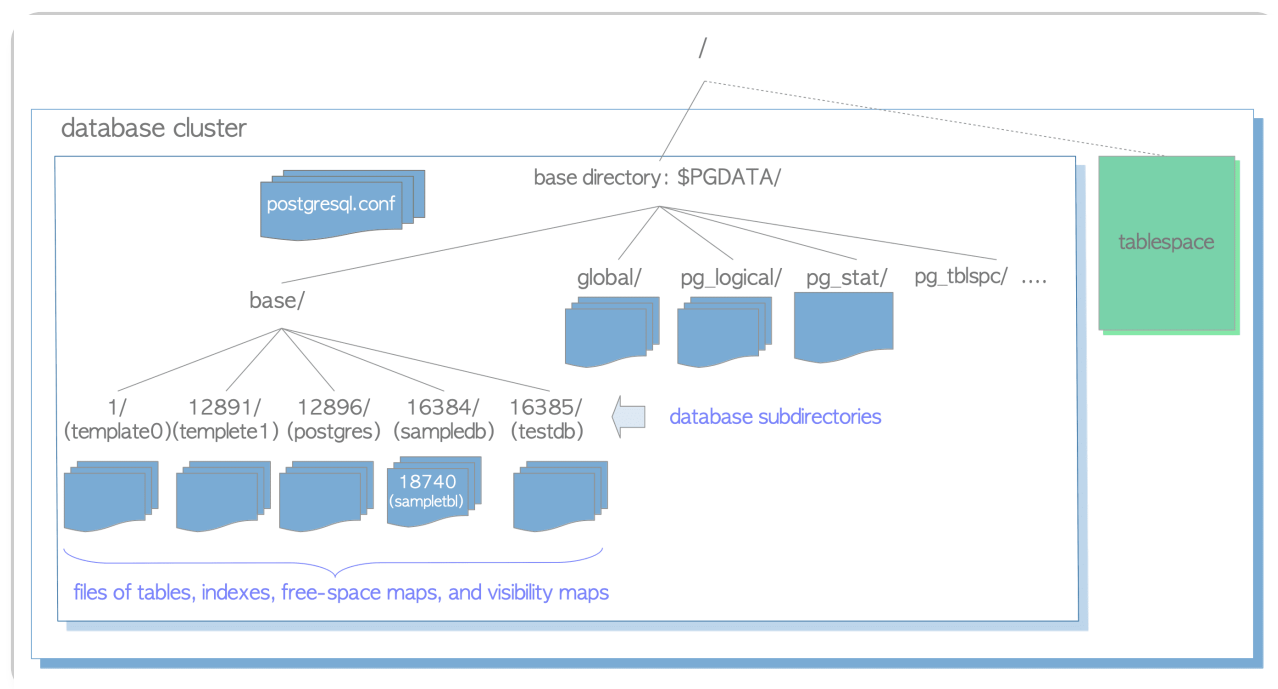 /
database cluster
base directory: $PGDATA/
postgresql.conf
tablespace
global/ pg_logical/ pg_stat/ pg_tblspc/ ....
base/
1/ 12891/ 12896/ 16384/ 16385/
(template0) (templete1) (postgres) (sampledb) (testdb)
database subdirectories
18740
(sampletbl)
files of tables, indexes, free-space maps, and visibility maps